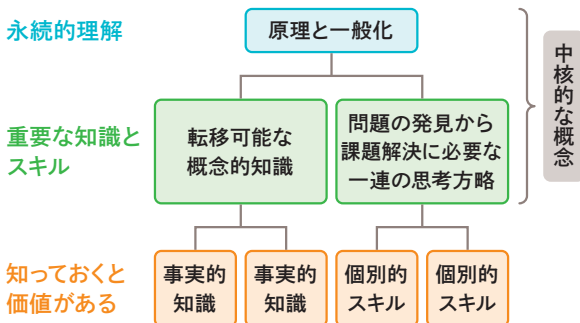 永続的理解
原理と一般化
中核的な概念
重要な知識と
スキル
転移可能な
概念的知識
問題の発見から
課題解決に必要な
一連の思考方略
知っておくと
価値がある
事実的
知識
事実的
知識
個別的
スキル
個別的
スキル